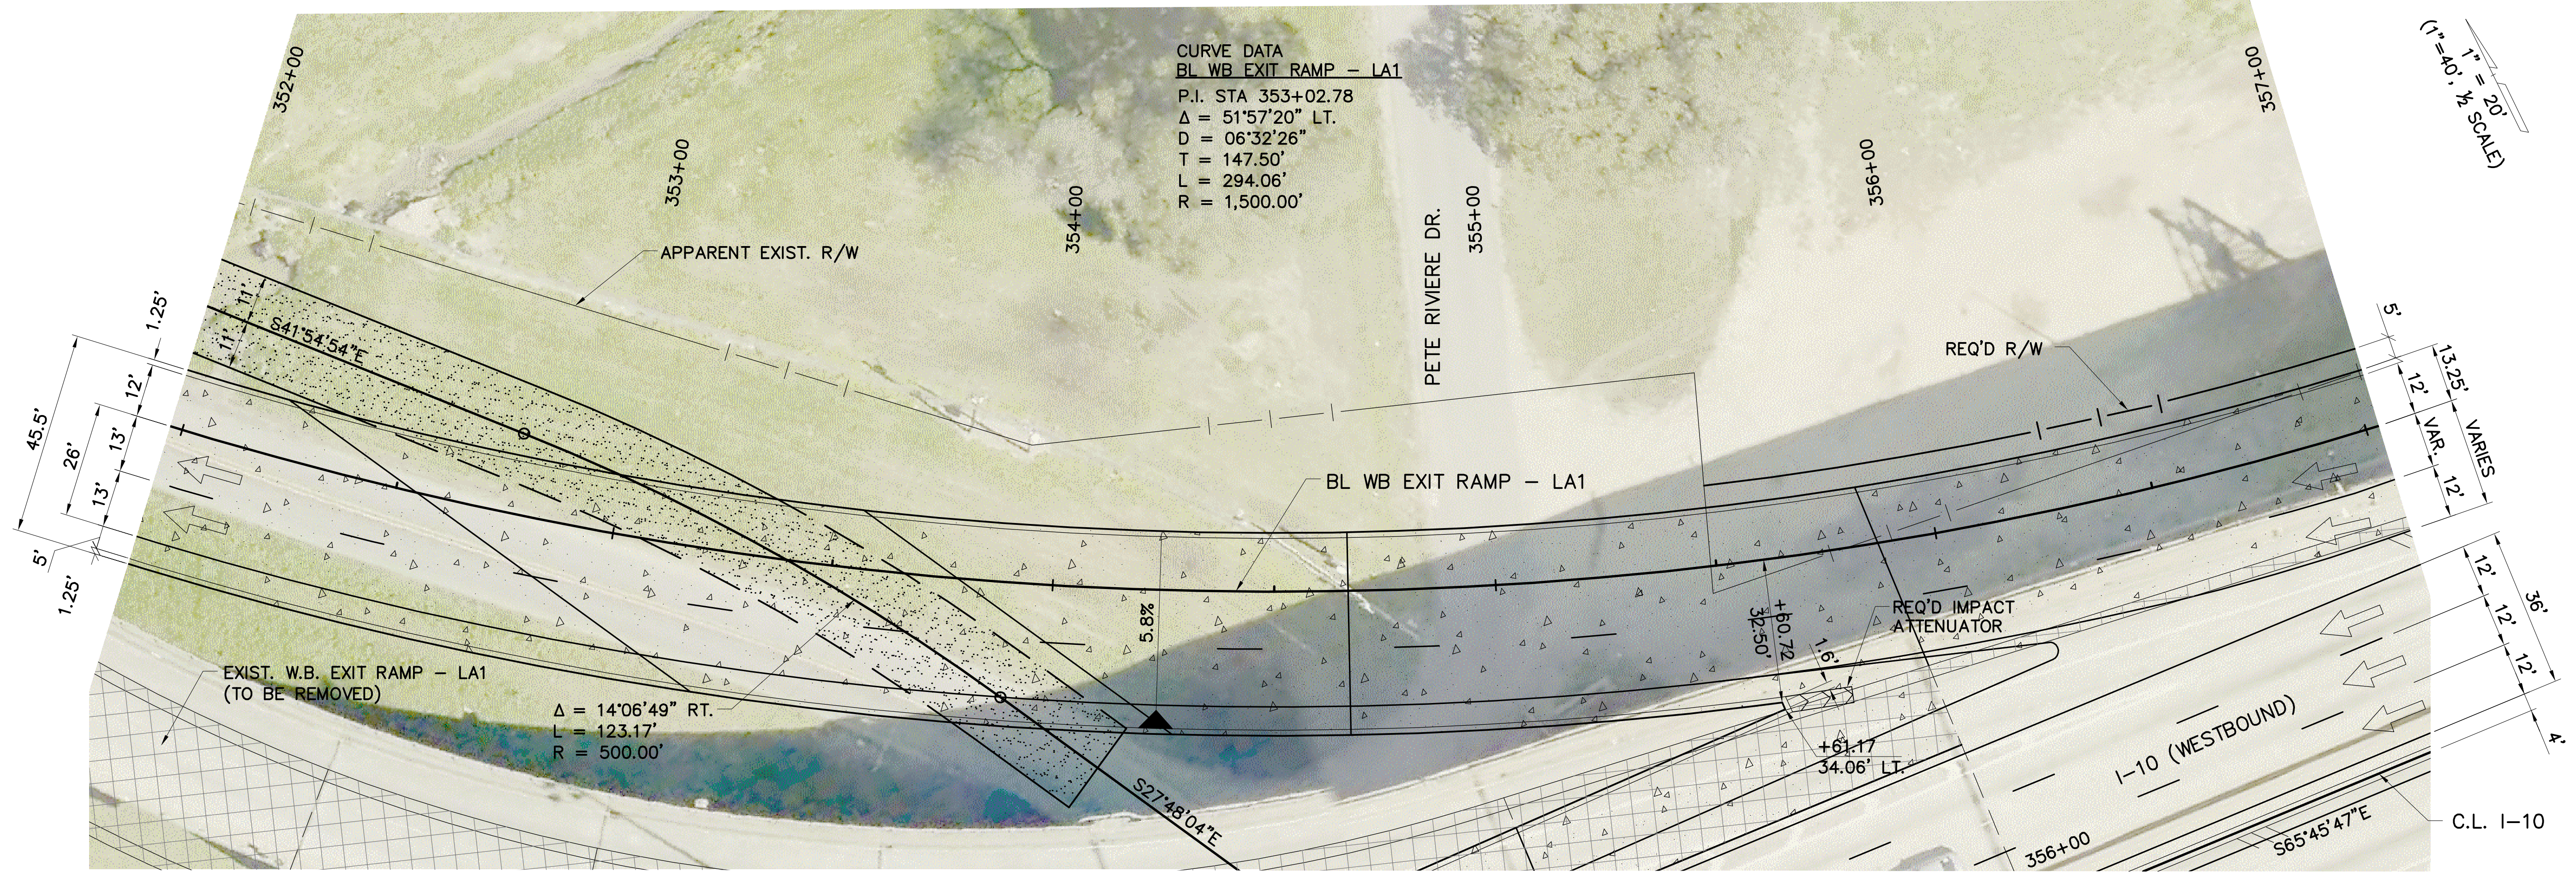 352+00
353+00
354+00
355+00
356+00
357+00
CURVE DATA
BL WB EXIT RAMP – LA1
P.I. STA 353+02.78
Δ = 51°57'20" LT.
D = 06°32'26"
T = 147.50'
L = 294.06'
R = 1,500.00'
1" = 20'
(1"=40', ½ SCALE)
APPARENT EXIST. R/W
PETE RIVIERE DR.
REQ'D R/W
BL WB EXIT RAMP – LA1
11'
11'
S41°54'54"E
1.25'
12'
45.5'
26'
13'
13'
5'
1.25'
EXIST. W.B. EXIT RAMP – LA1
(TO BE REMOVED)
Δ = 14°06'49" RT.
L = 123.17'
R = 500.00'
5.8%
S27°48'04"E
+60.72
32.50'
1.6'
REQ'D IMPACT
ATTENUATOR
+61.17
34.06' LT.
5'
13.25'
12'
VAR.
VARIES
12'
12'
36'
12'
12'
4'
I–10 (WESTBOUND)
356+00
S65°45'47"E
C.L. I–10